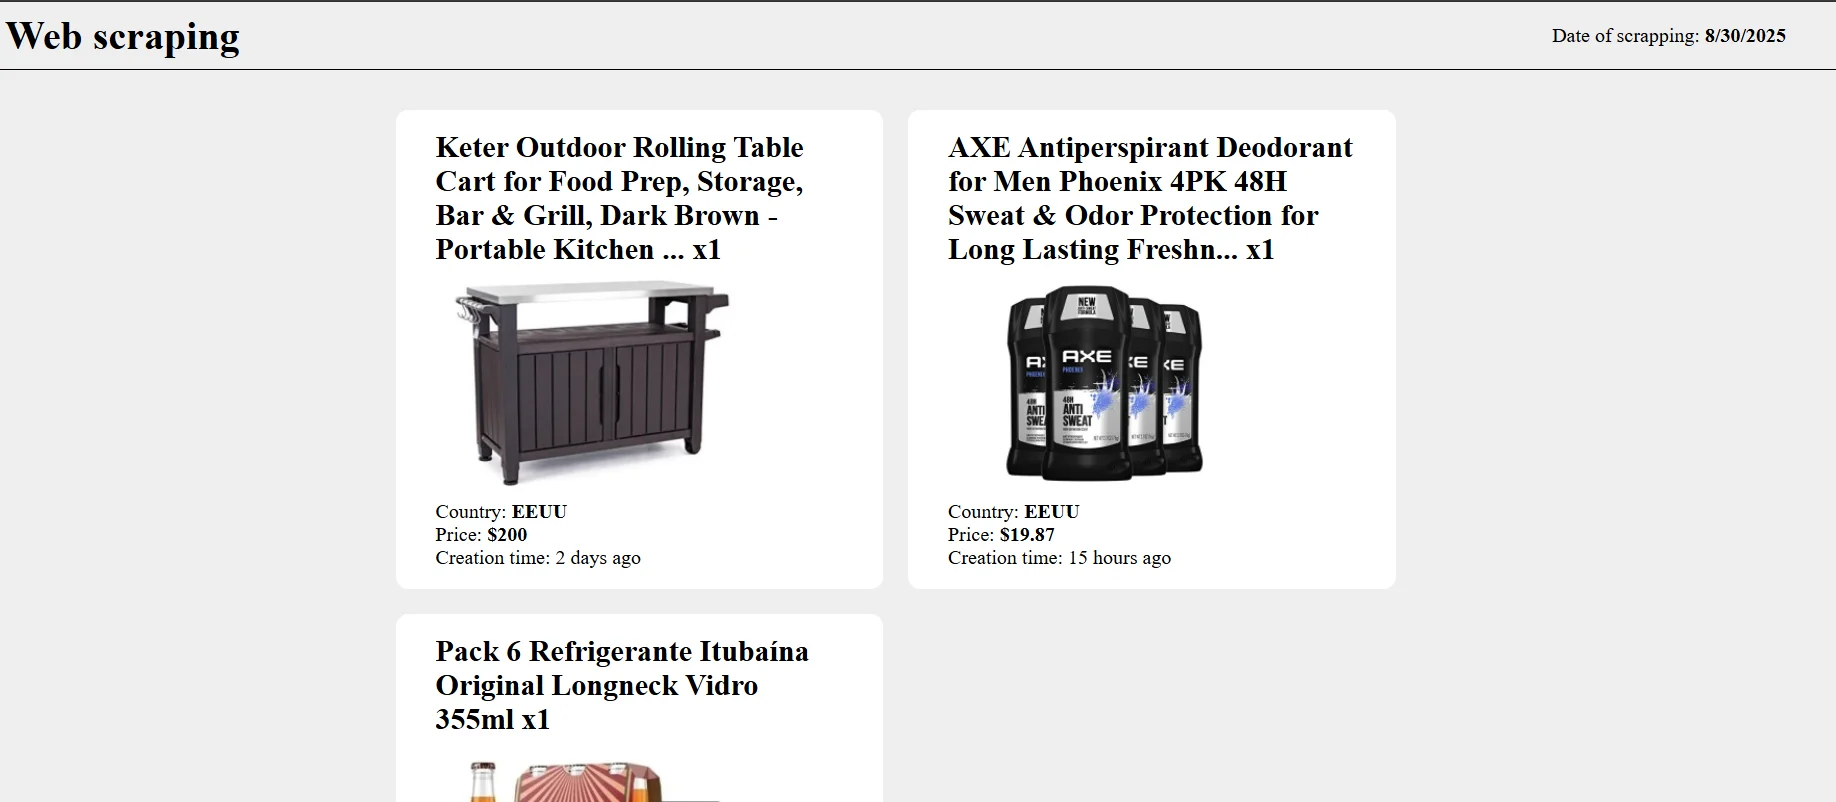 Web scraping
Date of scrapping: 8/30/2025
Keter Outdoor Rolling Table
Cart for Food Prep, Storage,
Bar & Grill, Dark Brown -
Portable Kitchen ... x1
Country: EEUU
Price: $200
Creation time: 2 days ago
AXE Antiperspirant Deodorant
for Men Phoenix 4PK 48H
Sweat & Odor Protection for
Long Lasting Freshn... x1
NEW
AXE
PHOENIX
48H
ANTI
SWEAT
Country: EEUU
Price: $19.87
Creation time: 15 hours ago
Pack 6 Refrigerante Itubaína
Original Longneck Vidro
355ml x1